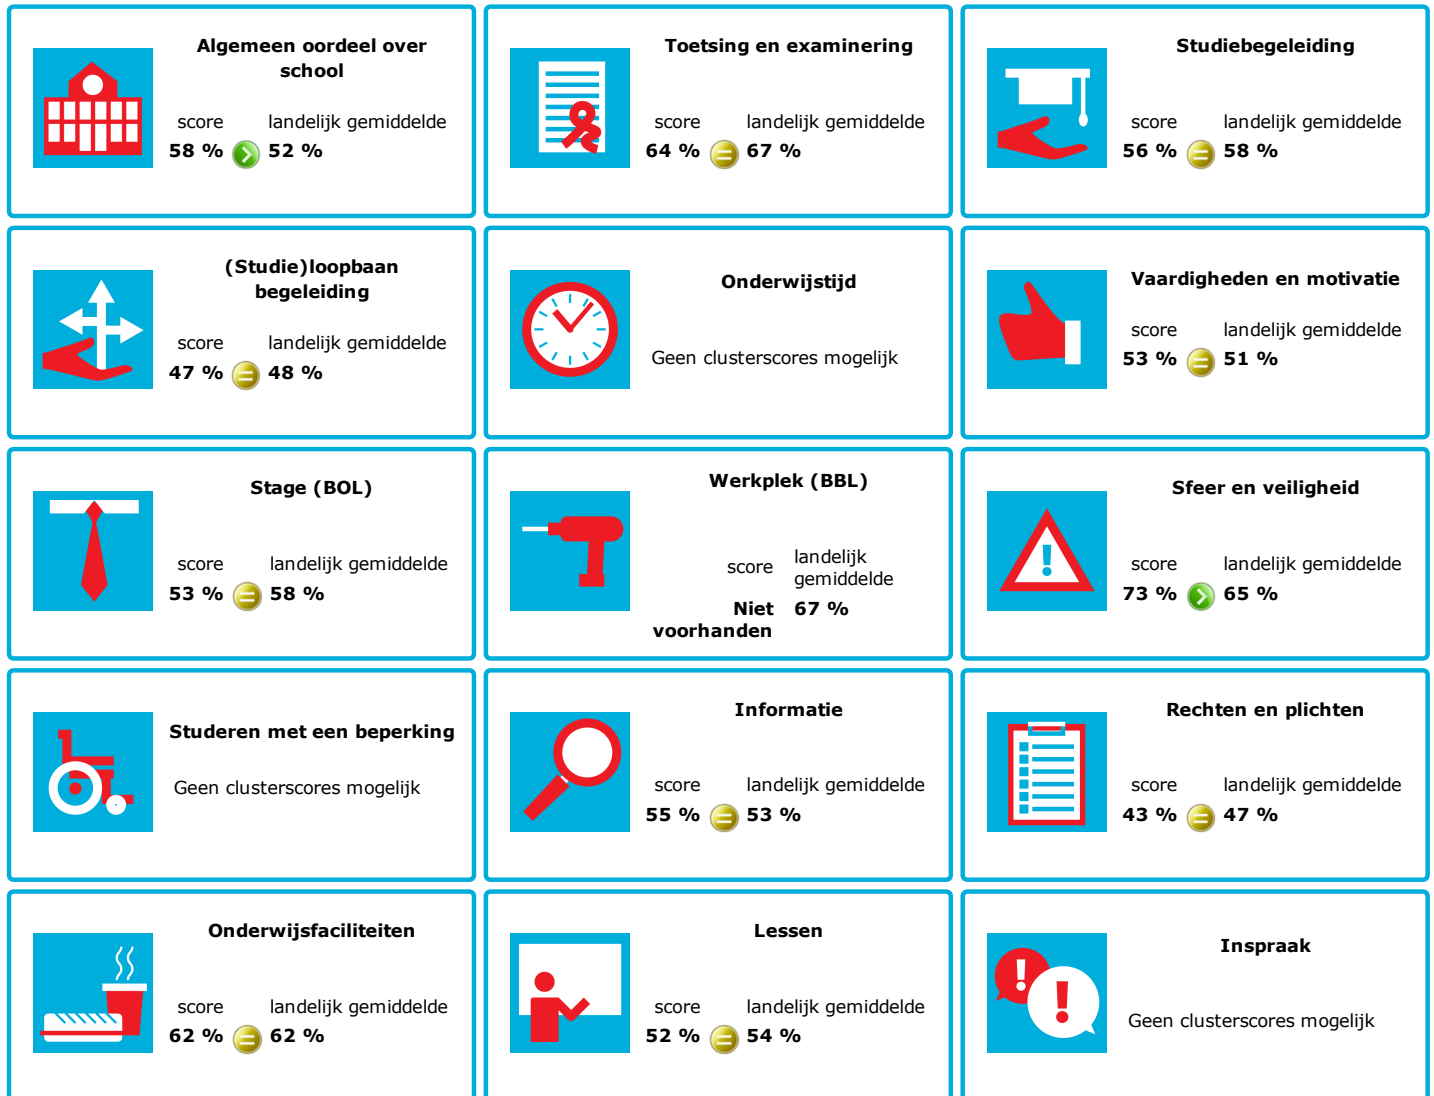 Algemeen oordeel over
school
score landelijk gemiddelde
58 % 52 %
Toetsing en examinering
score landelijk gemiddelde
64 % = 67 %
Studiebegeleiding
score landelijk gemiddelde
56 % = 58 %
(Studie)loopbaan
begeleiding
score landelijk gemiddelde
47 % = 48 %
Onderwijstijd
Geen clusterscores mogelijk
Vaardigheden en motivatie
score landelijk gemiddelde
53 % = 51 %
Stage (BOL)
score landelijk gemiddelde
53 % = 58 %
Werkplek (BBL)
score landelijk
gemiddelde
Niet 67 %
voorhanden
!
Sfeer en veiligheid
score landelijk gemiddelde
73 % 65 %
Studeren met een beperking
Geen clusterscores mogelijk
Informatie
score landelijk gemiddelde
55 % = 53 %
Rechten en plichten
score landelijk gemiddelde
43 % = 47 %
Onderwijsfaciliteiten
score landelijk gemiddelde
62 % = 62 %
Lessen
score landelijk gemiddelde
52 % = 54 %
! !
Inspraak
Geen clusterscores mogelijk